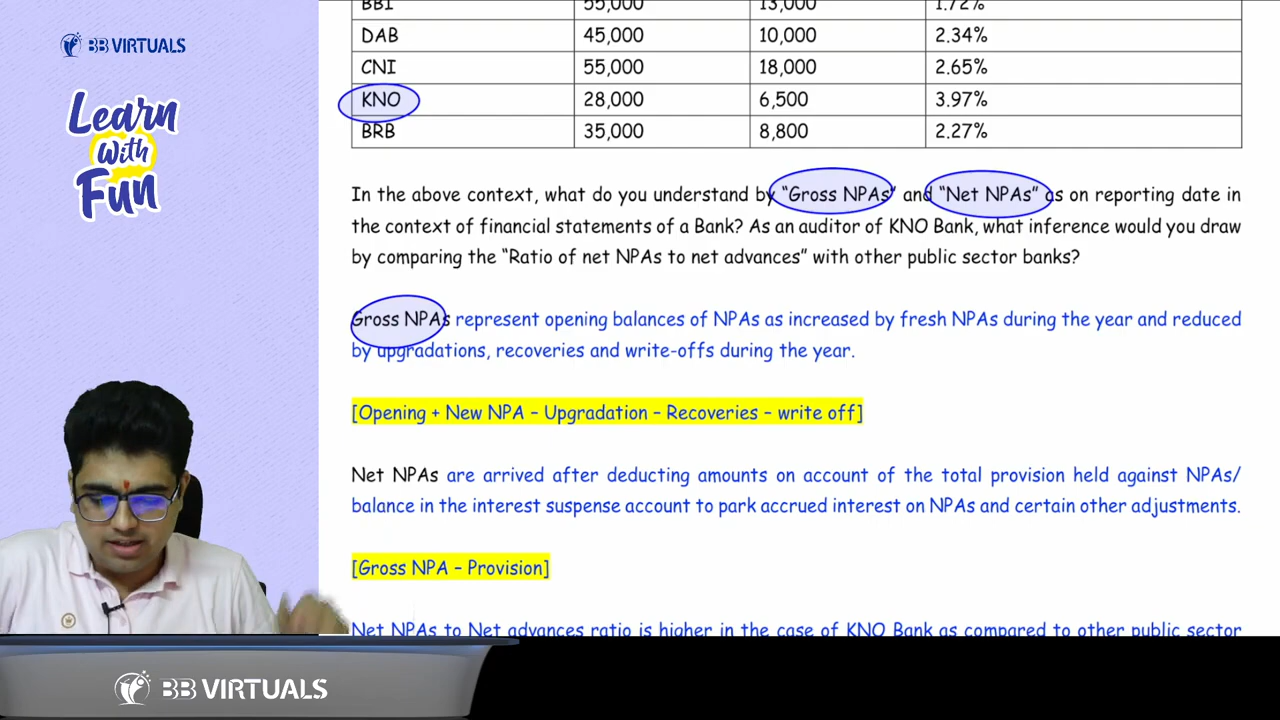 BB VIRTUALS
Learn
With
Fun
BBI 55,000 13,000 1.72%
DAB 45,000 10,000 2.34%
CNI 55,000 18,000 2.65%
KNO 28,000 6,500 3.97%
BRB 35,000 8,800 2.27%
In the above context, what do you understand by “Gross NPAs” and “Net NPAs” as on reporting date in
the context of financial statements of a Bank? As an auditor of KNO Bank, what inference would you draw
by comparing the “Ratio of net NPAs to net advances” with other public sector banks?
Gross NPAs represent opening balances of NPAs as increased by fresh NPAs during the year and reduced
by upgradations, recoveries and write-offs during the year.
[Opening + New NPA – Upgradation – Recoveries – write off]
Net NPAs are arrived after deducting amounts on account of the total provision held against NPAs/
balance in the interest suspense account to park accrued interest on NPAs and certain other adjustments.
[Gross NPA – Provision]
Net NPAs to Net advances ratio is higher in the case of KNO Bank as compared to other public sector
BB VIRTUALS